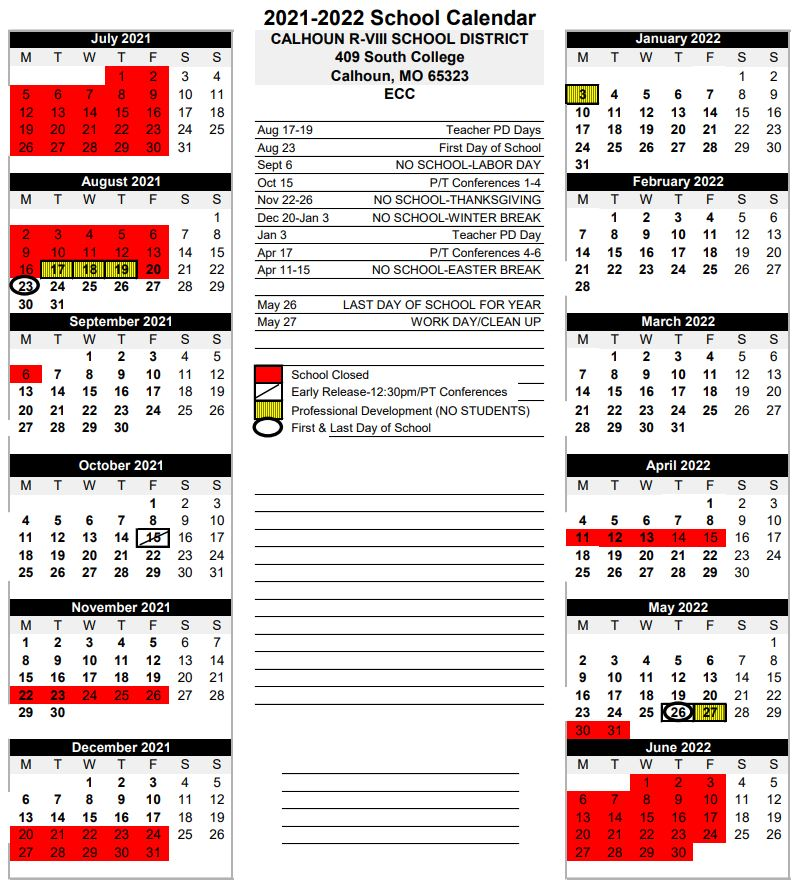 2021-2022 School Calendar
CALHOUN R-VIII SCHOOL DISTRICT
409 South College
Calhoun, MO 65323
ECC
July 2021
M T W T F S S
1 2 3 4
5 6 7 8 9 10 11
12 13 14 15 16 17 18
19 20 21 22 23 24 25
26 27 28 29 30 31
August 2021
M T W T F S S
1
2 3 4 5 6 7 8
9 10 11 12 13 14 15
16 17 18 19 20 21 22
23 24 25 26 27 28 29
30 31
September 2021
M T W T F S S
1 2 3 4 5
6 7 8 9 10 11 12
13 14 15 16 17 18 19
20 21 22 23 24 25 26
27 28 29 30
October 2021
M T W T F S S
1 2 3
4 5 6 7 8 9 10
11 12 13 14 15 16 17
18 19 20 21 22 23 24
25 26 27 28 29 30 31
November 2021
M T W T F S S
1 2 3 4 5 6 7
8 9 10 11 12 13 14
15 16 17 18 19 20 21
22 23 24 25 26 27 28
29 30
December 2021
M T W T F S S
1 2 3 4 5
6 7 8 9 10 11 12
13 14 15 16 17 18 19
20 21 22 23 24 25 26
27 28 29 30 31
Aug 17-19 Teacher PD Days
Aug 23 First Day of School
Sept 6 NO SCHOOL-LABOR DAY
Oct 15 P/T Conferences 1-4
Nov 22-26 NO SCHOOL-THANKSGIVING
Dec 20-Jan 3 NO SCHOOL-WINTER BREAK
Jan 3 Teacher PD Day
Apr 17 P/T Conferences 4-6
Apr 11-15 NO SCHOOL-EASTER BREAK
May 26 LAST DAY OF SCHOOL FOR YEAR
May 27 WORK DAY/CLEAN UP
School Closed
Early Release-12:30pm/PT Conferences
Professional Development (NO STUDENTS)
First & Last Day of School
January 2022
M T W T F S S
1 2
3 4 5 6 7 8 9
10 11 12 13 14 15 16
17 18 19 20 21 22 23
24 25 26 27 28 29 30
31
February 2022
M T W T F S S
1 2 3 4 5 6
7 8 9 10 11 12 13
14 15 16 17 18 19 20
21 22 23 24 25 26 27
28
March 2022
M T W T F S S
1 2 3 4 5 6
7 8 9 10 11 12 13
14 15 16 17 18 19 20
21 22 23 24 25 26 27
28 29 30 31
April 2022
M T W T F S S
1 2 3
4 5 6 7 8 9 10
11 12 13 14 15 16 17
18 19 20 21 22 23 24
25 26 27 28 29 30
May 2022
M T W T F S S
1
2 3 4 5 6 7 8
9 10 11 12 13 14 15
16 17 18 19 20 21 22
23 24 25 26 27 28 29
30 31
June 2022
M T W T F S S
1 2 3 4 5
6 7 8 9 10 11 12
13 14 15 16 17 18 19
20 21 22 23 24 25 26
27 28 29 30